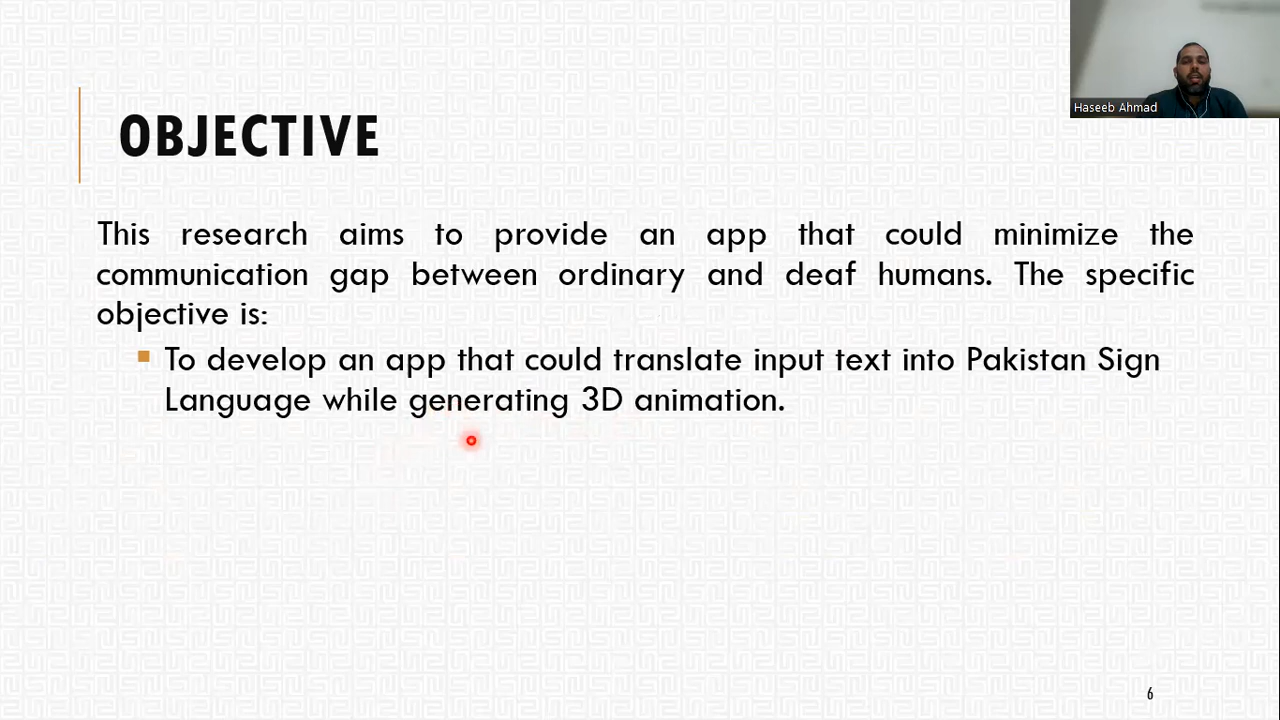 Haseeb Ahmad
OBJECTIVE
This research aims to provide an app that could minimize the
communication gap between ordinary and deaf humans. The specific
objective is:
To develop an app that could translate input text into Pakistan Sign
Language while generating 3D animation.
6